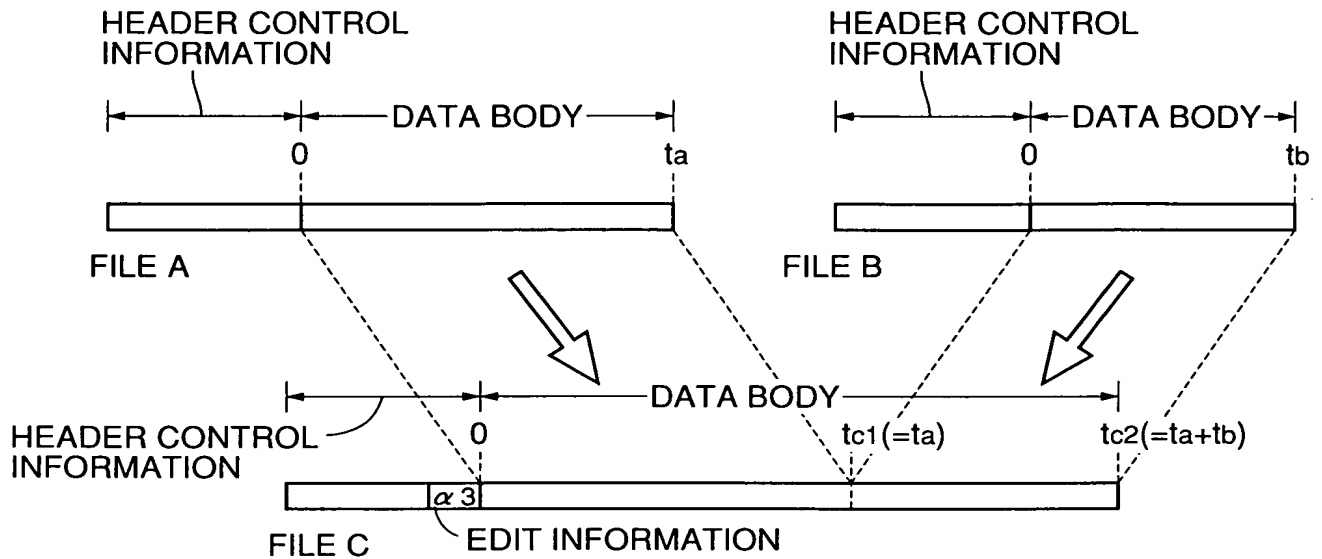 HEADER CONTROL
INFORMATION
HEADER CONTROL
INFORMATION
DATA BODY
DATA BODY
0
ta
0
tb
FILE A
FILE B
DATA BODY
HEADER CONTROL
INFORMATION
0
tc1(=ta)
tc2(=ta+tb)
α 3
EDIT INFORMATION
FILE C